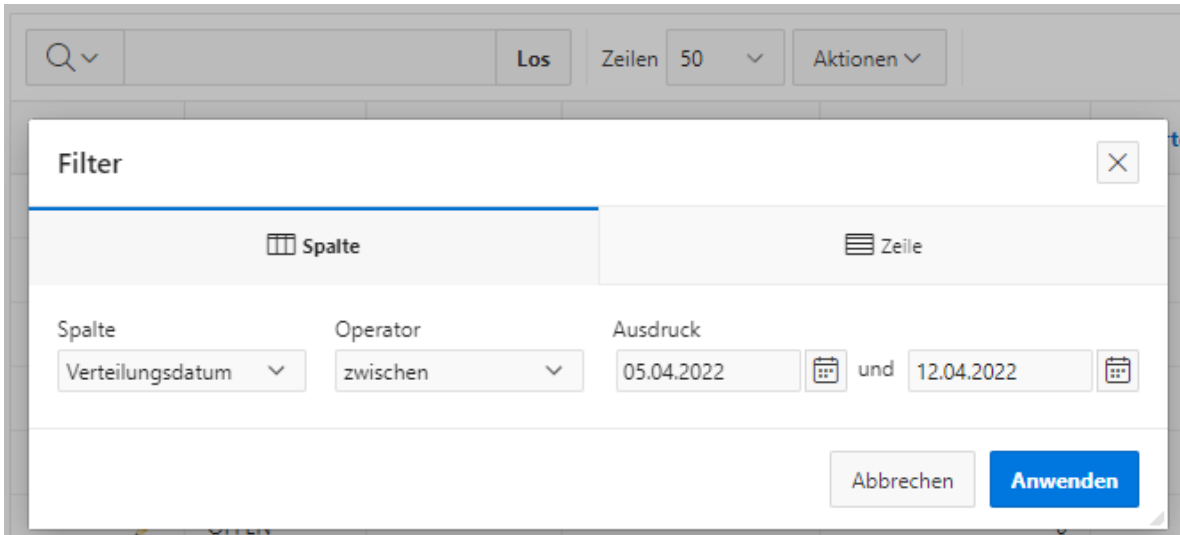 Los Zeilen 50 Aktionen
Filter
Spalte Zeile
Spalte Operator Ausdruck
Verteilungsdatum zwischen 05.04.2022 und 12.04.2022
Abbrechen Anwenden